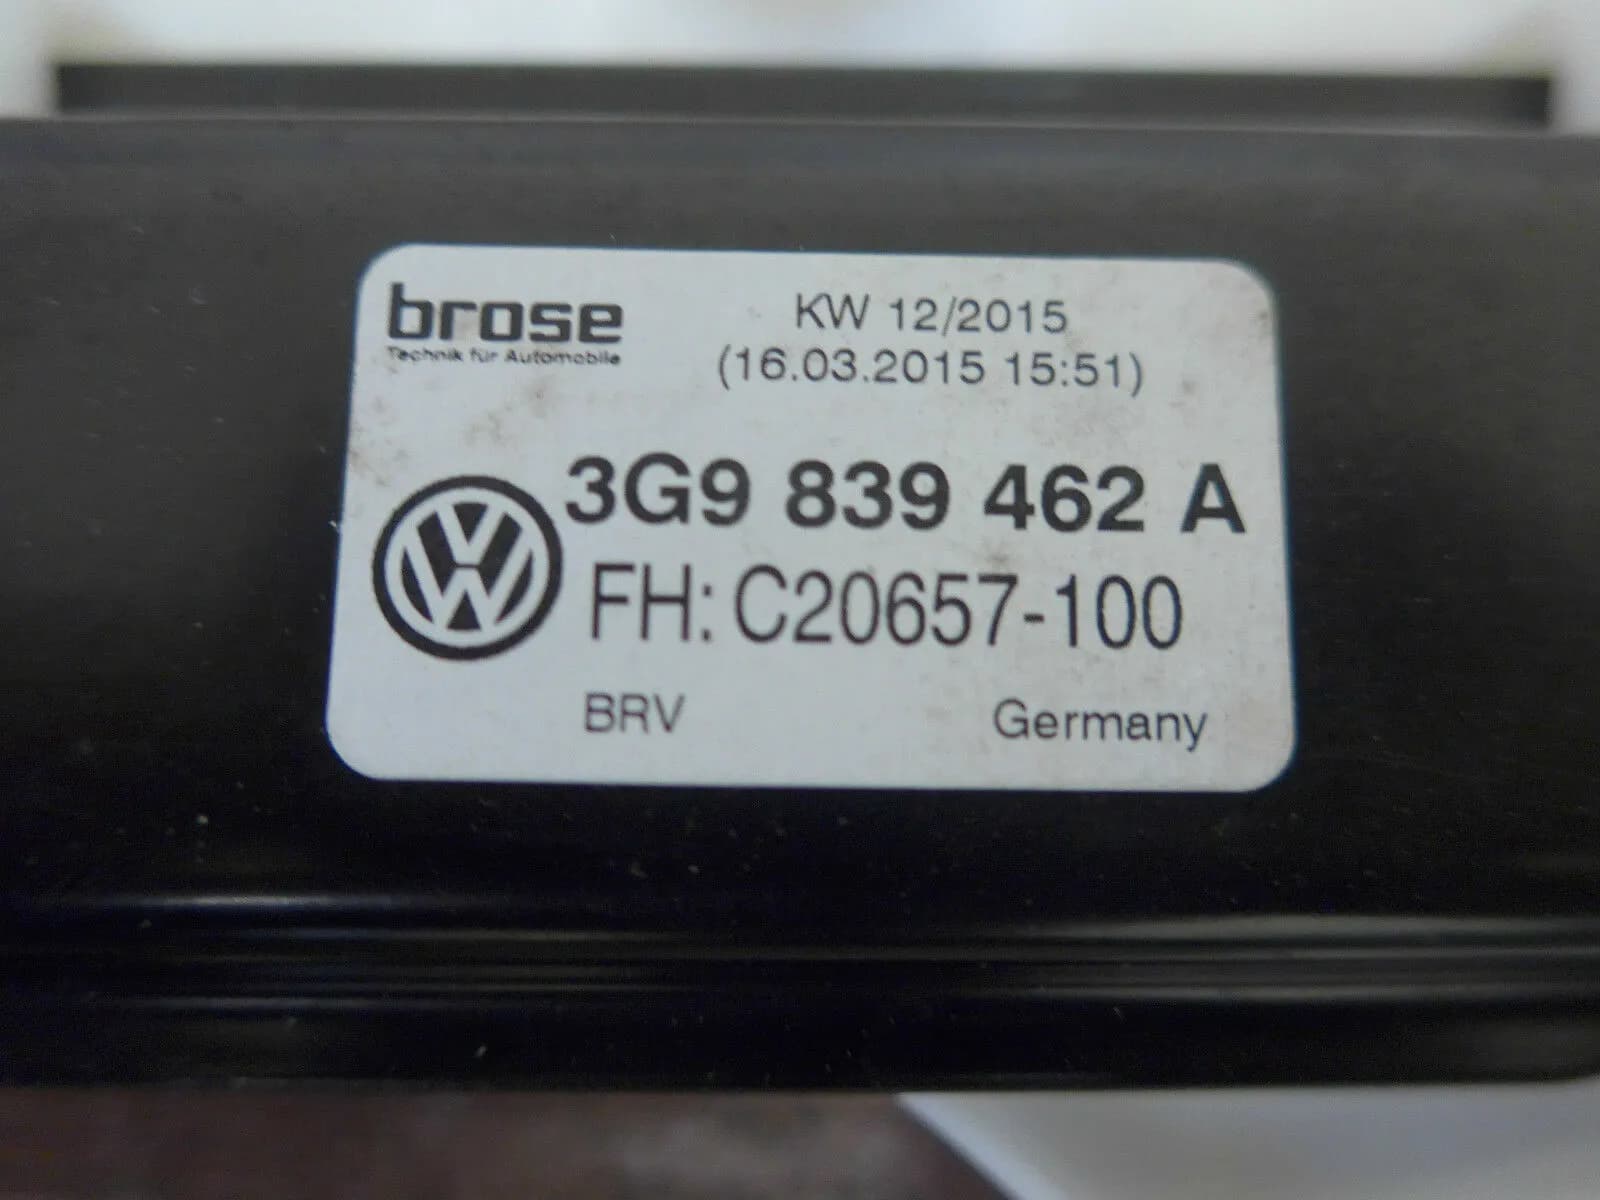 brose
Technik für Automobile
KW 12/2015
(16.03.2015 15:51)
3G9 839 462 A
FH: C20657-100
BRV Germany